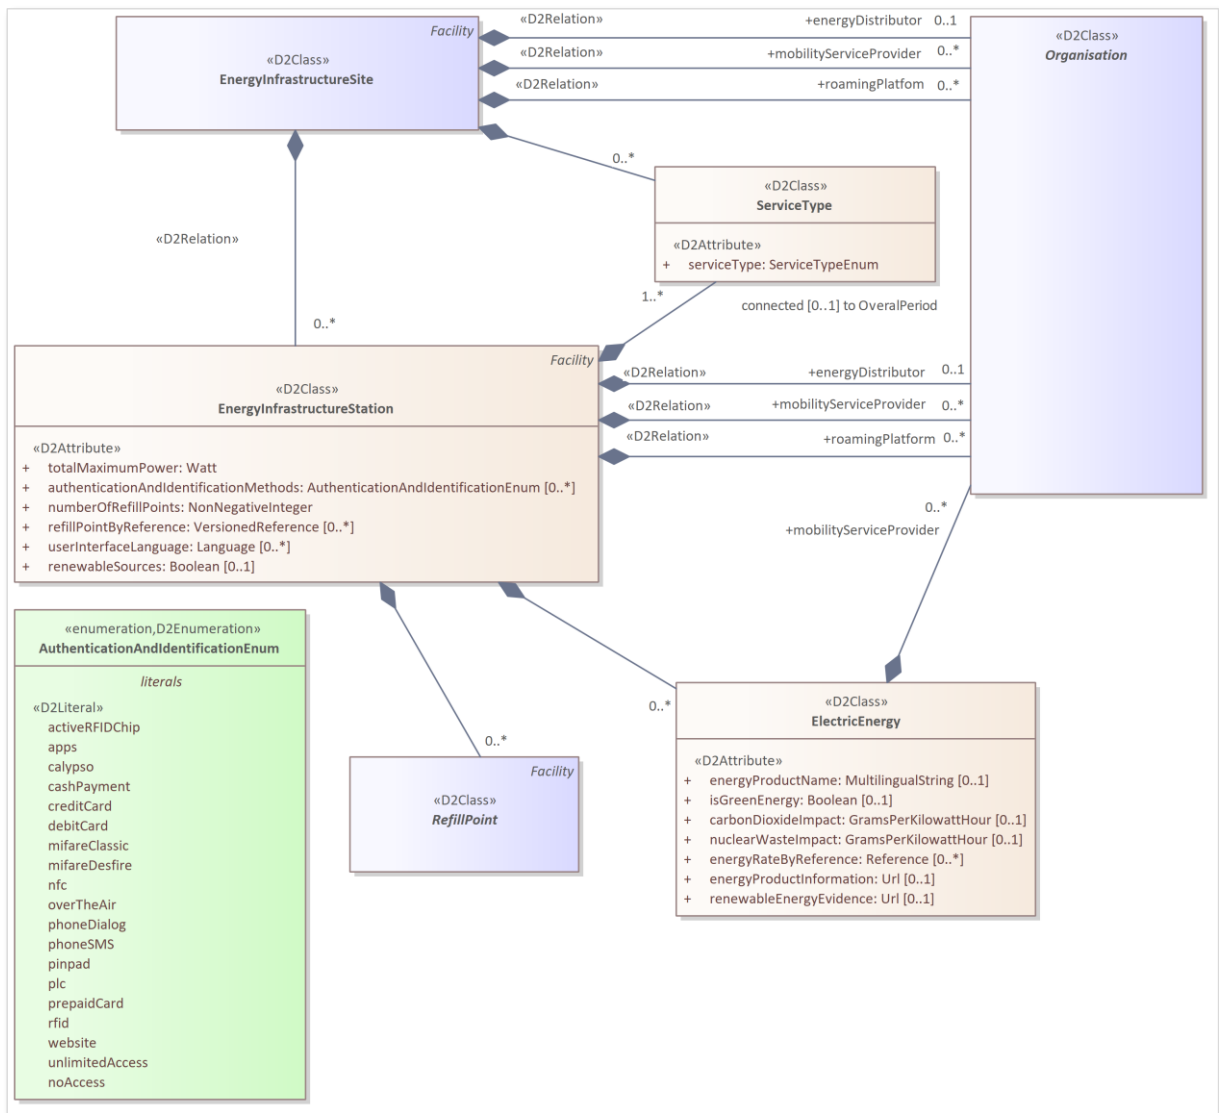 Facility
«D2Class»
EnergyInfrastructureSite
«D2Relation»
+energyDistributor 0..1
«D2Relation»
+mobilityServiceProvider 0..*
«D2Relation»
+roamingPlatfom 0..*
«D2Class»
Organisation
0..*
«D2Class»
ServiceType
«D2Attribute»
+ serviceType: ServiceTypeEnum
«D2Relation»
1..*
connected [0..1] to OveralPeriod
0..*
Facility
«D2Class»
EnergyInfrastructureStation
«D2Attribute»
+ totalMaximumPower: Watt
+ authenticationAndIdentificationMethods: AuthenticationAndIdentificationEnum [0..*]
+ numberOfRefillPoints: NonNegativeInteger
+ refillPointByReference: VersionedReference [0..*]
+ userInterfaceLanguage: Language [0..*]
+ renewableSources: Boolean [0..1]
«D2Relation»
+energyDistributor 0..1
«D2Relation»
+mobilityServiceProvider 0..*
«D2Relation»
+roamingPlatform 0..*
0..*
+mobilityServiceProvider
«enumeration,D2Enumeration»
AuthenticationAndIdentificationEnum
literals
«D2Literal»
activeRFIDChip
apps
calypso
cashPayment
creditCard
debitCard
mifareClassic
mifareDesfire
nfc
overTheAir
phoneDialog
phoneSMS
pinpad
plc
prepaidCard
rfid
website
unlimitedAccess
noAccess
0..*
Facility
«D2Class»
RefillPoint
0..*
«D2Class»
ElectricEnergy
«D2Attribute»
+ energyProductName: MultilingualString [0..1]
+ isGreenEnergy: Boolean [0..1]
+ carbonDioxideImpact: GramsPerKilowattHour [0..1]
+ nuclearWasteImpact: GramsPerKilowattHour [0..1]
+ energyRateByReference: Reference [0..*]
+ energyProductInformation: Url [0..1]
+ renewableEnergyEvidence: Url [0..1]